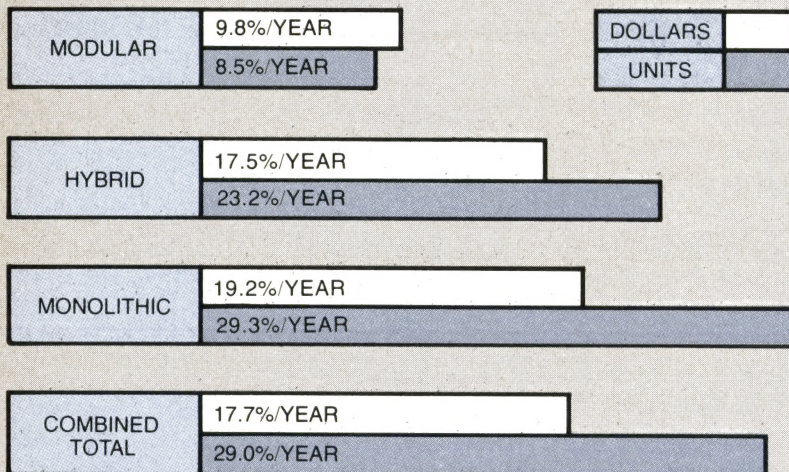 MODULAR
9.8%/YEAR
8.5%/YEAR
DOLLARS
UNITS
HYBRID
17.5%/YEAR
23.2%/YEAR
MONOLITHIC
19.2%/YEAR
29.3%/YEAR
COMBINED
TOTAL
17.7%/YEAR
29.0%/YEAR